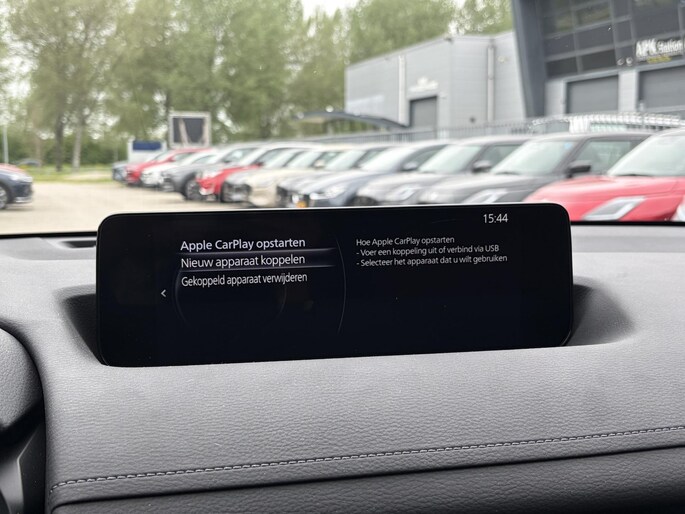 APK
15:44
Apple CarPlay opstarten
Nieuw apparaat koppelen
Gekoppeld apparaat verwijderen
Hoe Apple CarPlay opstarten
- Voer een koppeling uit of verbind via USB
- Selecteer het apparaat dat u wilt gebruiken